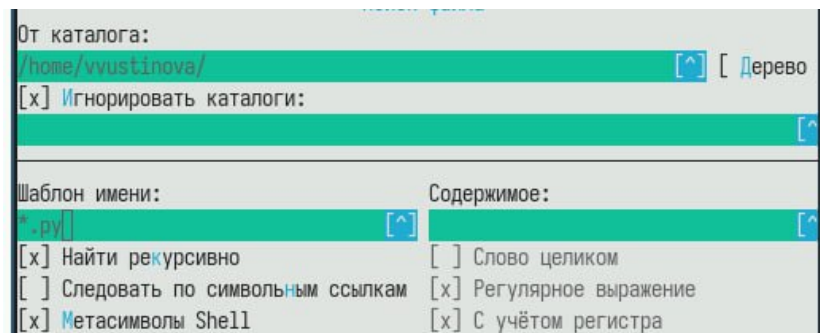 От каталога:
/home/vvustinova/ [^] [ Дерево
[x] Игнорировать каталоги:
[^
Шаблон имени: Содержимое:
*.py [^] [^
[x] Найти рекурсивно [ ] Слово целиком
[ ] Следовать по символьным ссылкам [x] Регулярное выражение
[x] Метасимволы Shell [x] С учётом регистра